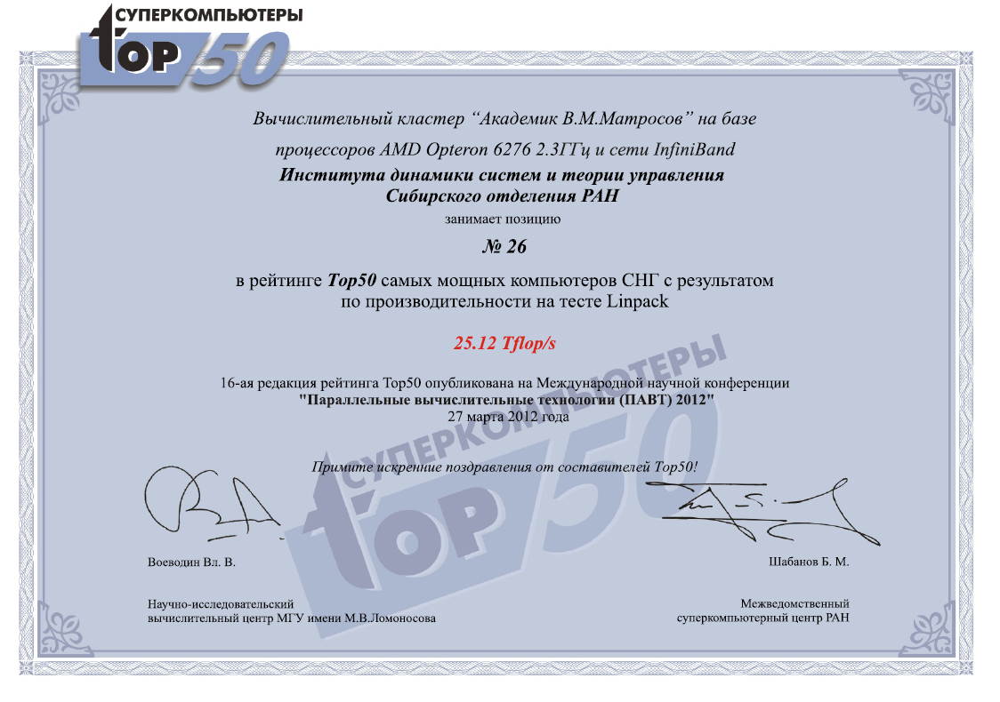 СУПЕРКОМПЬЮТЕРЫ
Top50
Вычислительный кластер “Академик В.М.Матросов” на базе
процессоров AMD Opteron 6276 2.3ГГц и сети InfiniBand
Института динамики систем и теории управления
Сибирского отделения РАН
занимает позицию
№ 26
в рейтинге Top50 самых мощных компьютеров СНГ с результатом
по производительности на тесте Linpack
25.12 Tflop/s
16-ая редакция рейтинга Top50 опубликована на Международной научной конференции
"Параллельные вычислительные технологии (ПАВТ) 2012"
27 марта 2012 года
СУПЕРКОМПЬЮТЕРЫ
Top50
Примите искренние поздравления от составителей Top50!
Воеводин Вл. В.
Шабанов Б. М.
Научно-исследовательский
вычислительный центр МГУ имени М.В.Ломоносова
Межведомственный
суперкомпьютерный центр РАН